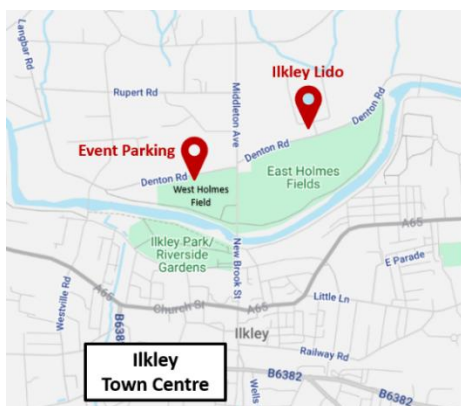 Langbar Rd
Rupert Rd
Middleton Ave
Ilkley Lido
Denton Rd
Denton Rd
Event Parking
Denton Rd
West Holmes
Field
East Holmes
Fields
Ilkley Park/
Riverside
Gardens
New Brook St
A65
E Parade
Westville Rd
A65
Church St
A65
Little Ln
Ilkley
B6382
Railway Rd
B6382
Wells
Ilkley
Town Centre